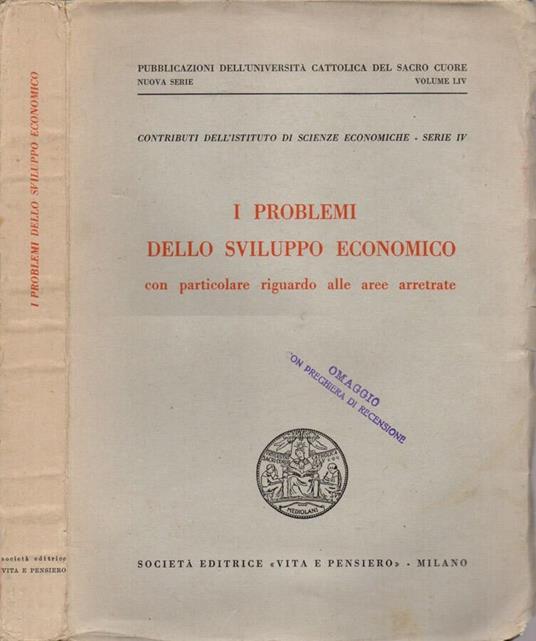 I PROBLEMI DELLO SVILUPPO ECONOMICO
società editrice
VITA E PENSIERO
PUBBLICAZIONI DELL'UNIVERSITÀ CATTOLICA DEL SACRO CUORE
NUOVA SERIE VOLUME LIV
CONTRIBUTI DELL'ISTITUTO DI SCIENZE ECONOMICHE - SERIE IV
I PROBLEMI
DELLO SVILUPPO ECONOMICO
con particolare riguardo alle aree arretrate
OMAGGIO
CON PREGHIERA DI RECENSIONE
MEDIOLANI
SOCIETÀ EDITRICE «VITA E PENSIERO» - MILANO